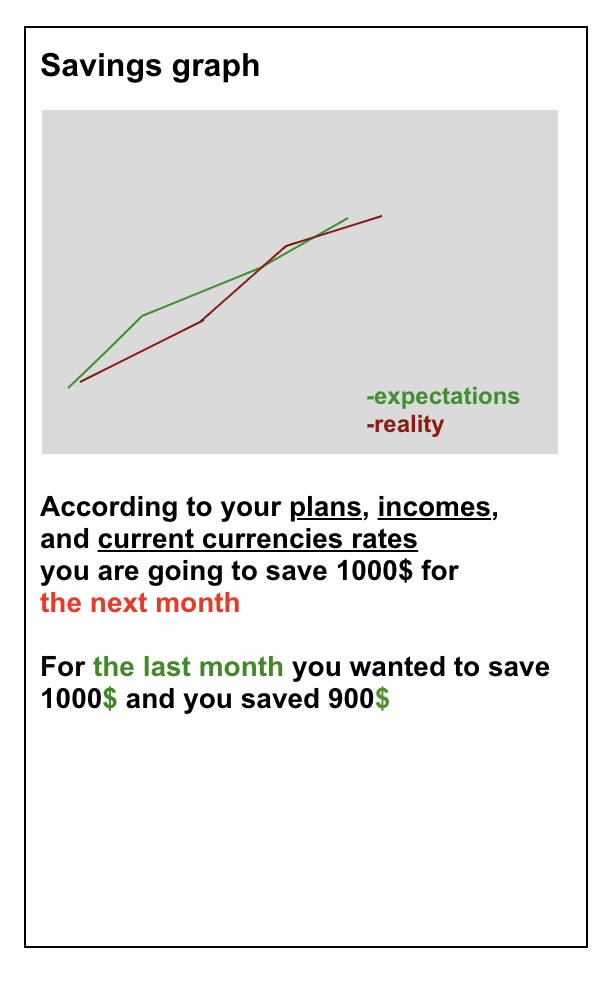 Savings graph
-expectations
-reality
According to your plans, incomes,
and current currencies rates
you are going to save 1000$ for
the next month
For the last month you wanted to save
1000$ and you saved 900$